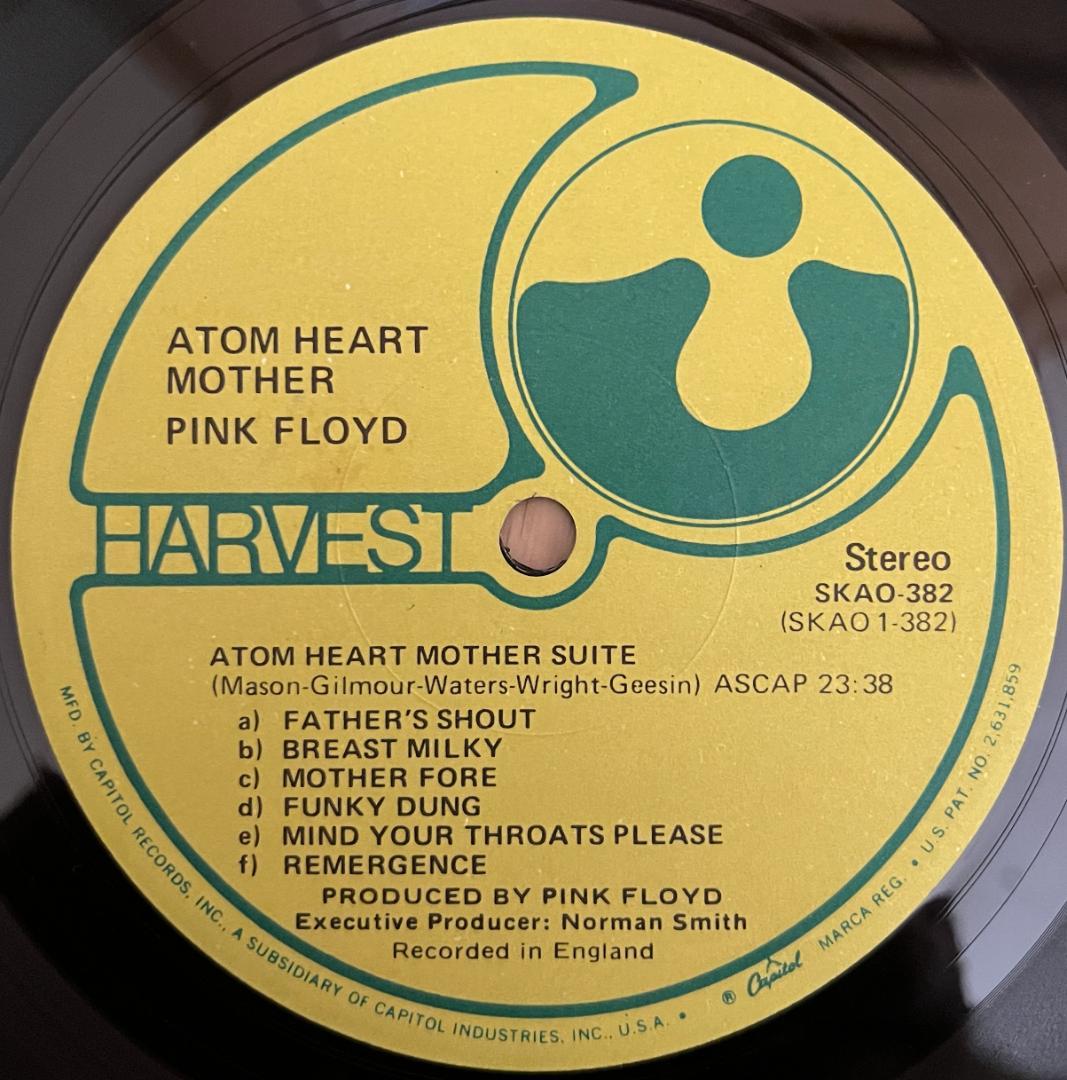 ATOM HEART
MOTHER
PINK FLOYD
HARVEST
Stereo
SKAO-382
(SKAO 1-382)
ATOM HEART MOTHER SUITE
(Mason-Gilmour-Waters-Wright-Geesin) ASCAP 23:38
a) FATHER'S SHOUT
b) BREAST MILKY
c) MOTHER FORE
d) FUNKY DUNG
e) MIND YOUR THROATS PLEASE
f) REMERGENCE
PRODUCED BY PINK FLOYD
Executive Producer: Norman Smith
Recorded in England
MFD. BY CAPITOL RECORDS, INC., A SUBSIDIARY OF CAPITOL INDUSTRIES, INC., U.S.A. • ® Capitol MARCA REG. • U.S. PAT. NO. 2,631,859